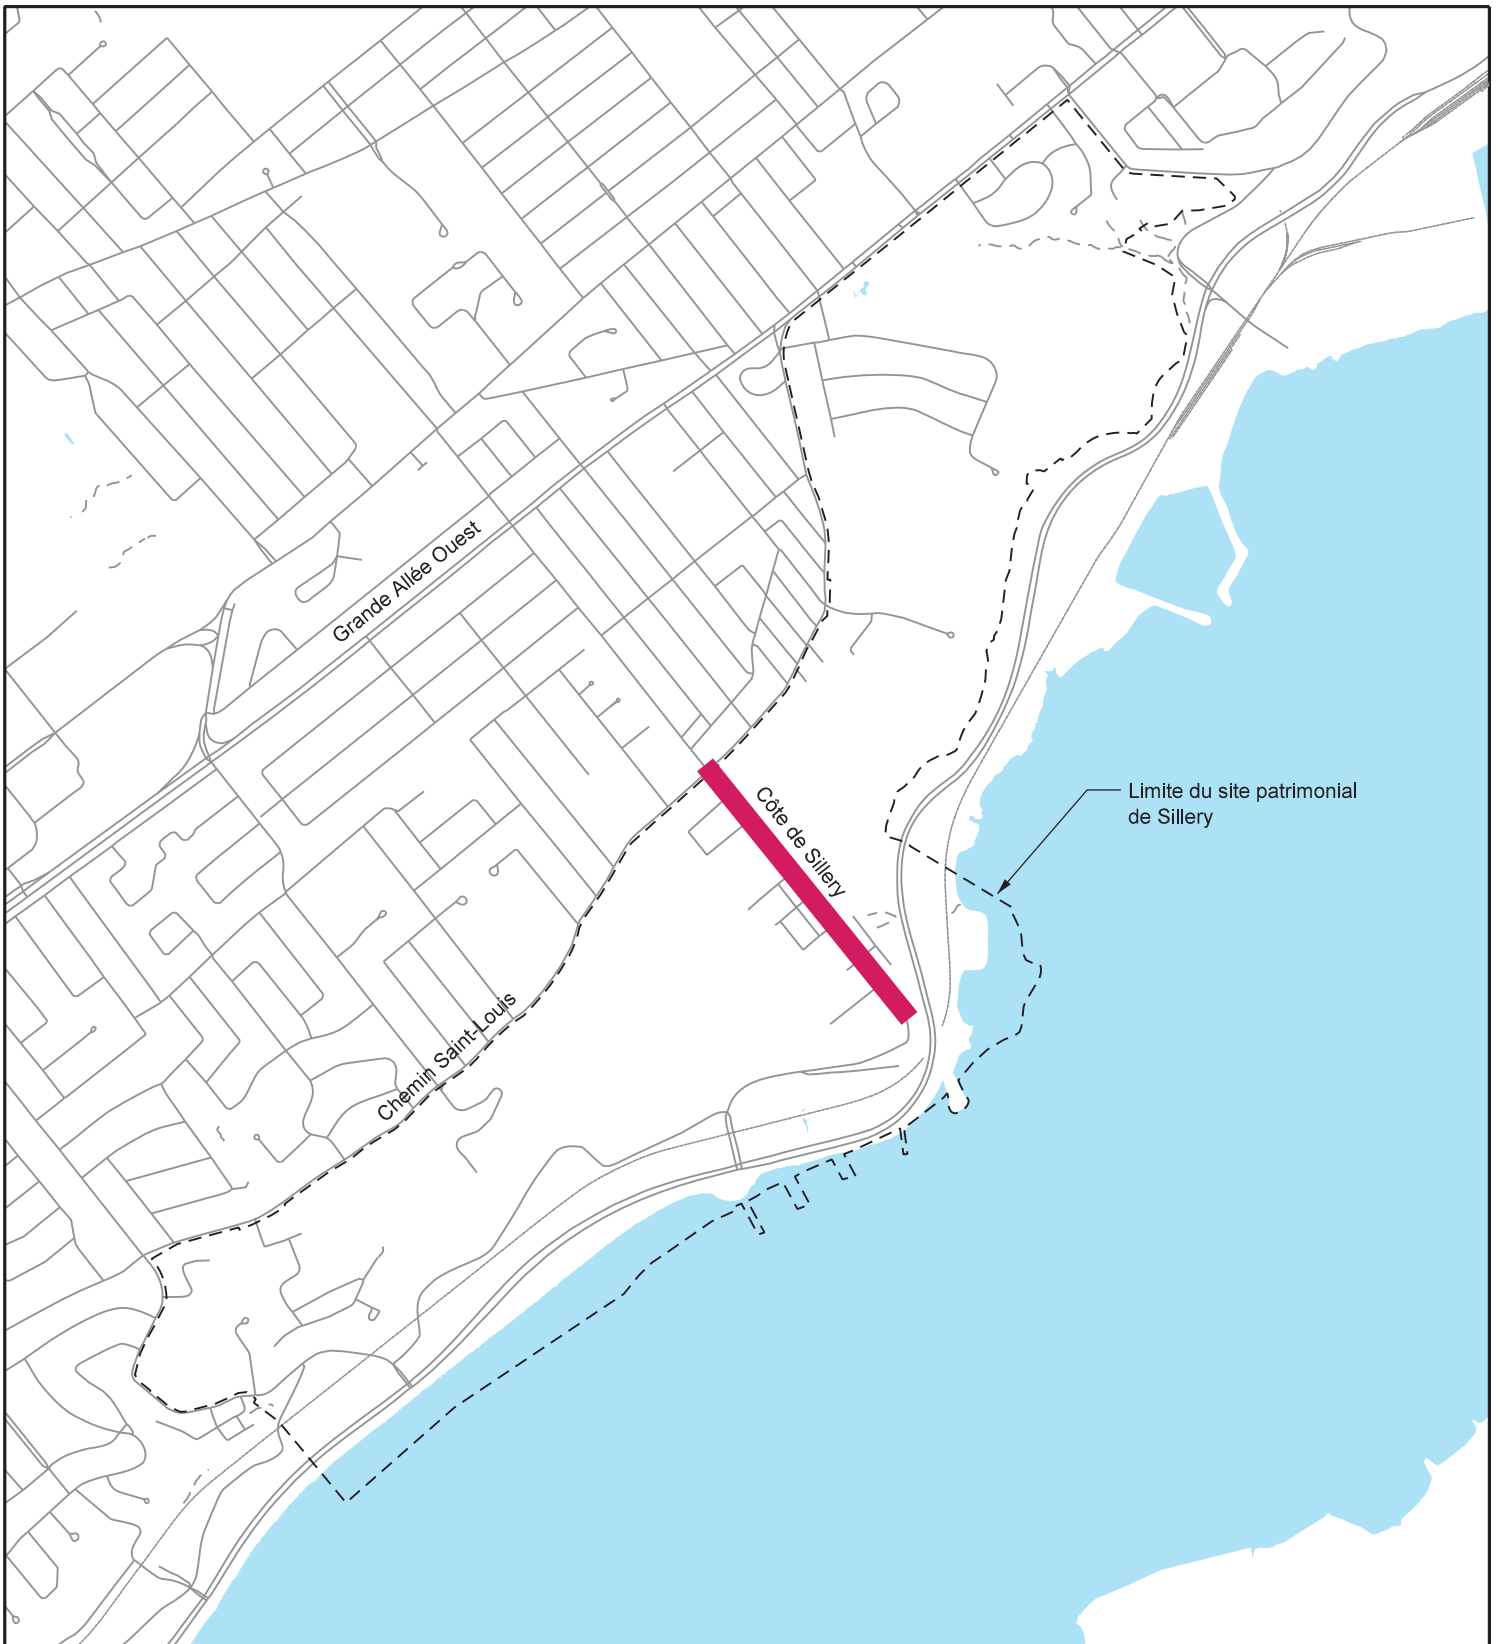 Grande Allée Ouest
Côte de Sillery
Limite du site patrimonial
de Sillery
Chemin Saint-Louis